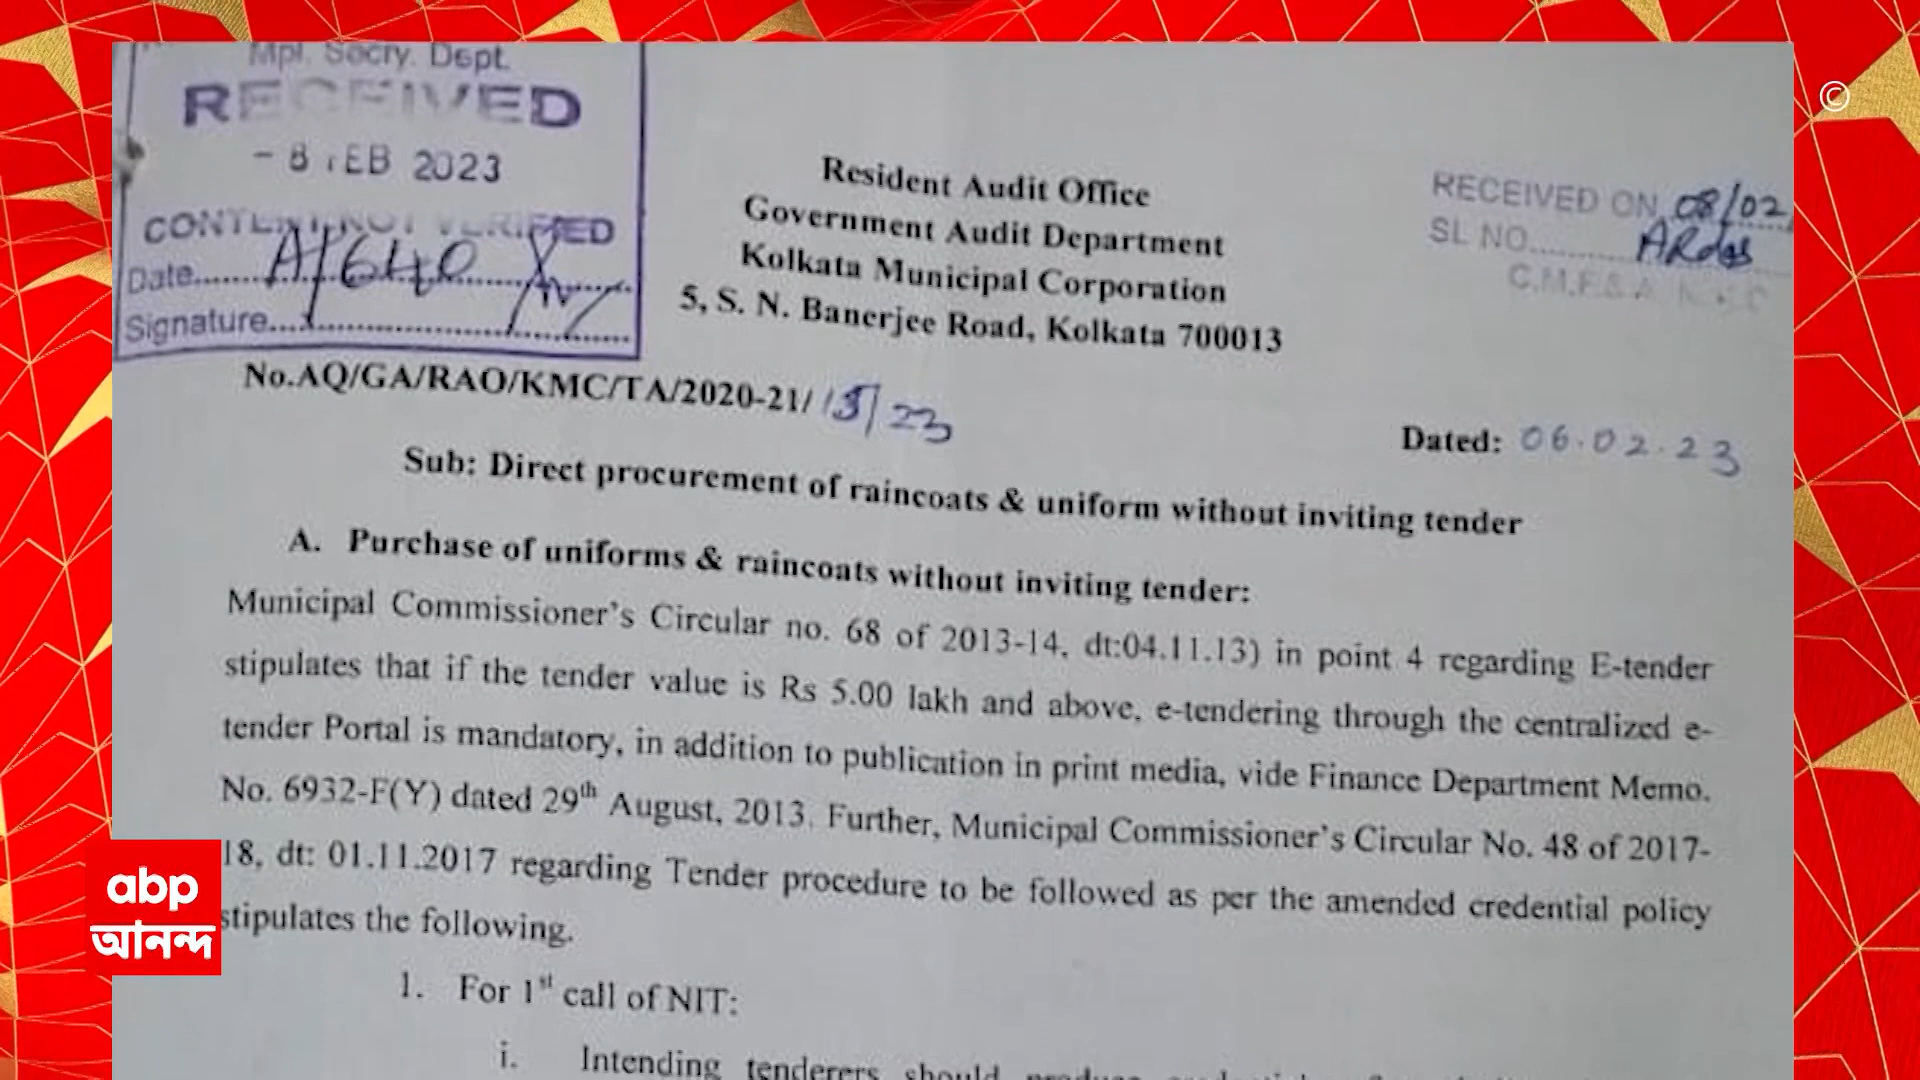 Mpl. Secry. Dept.
RECEIVED
- 8 FEB 2023
CONTENT NOT VERIFIED
Date........A/640........
Signature........
©
Resident Audit Office
Government Audit Department
Kolkata Municipal Corporation
5, S. N. Banerjee Road, Kolkata 700013
RECEIVED ON 08/02
SL NO........
No.AQ/GA/RAO/KMC/TA/2020-21/ 15/23
Dated: 06.02.23
Sub: Direct procurement of raincoats & uniform without inviting tender
A. Purchase of uniforms & raincoats without inviting tender:
Municipal Commissioner's Circular no. 68 of 2013-14, dt:04.11.13) in point 4 regarding E-tender
stipulates that if the tender value is Rs 5.00 lakh and above, e-tendering through the centralized e-
tender Portal is mandatory, in addition to publication in print media, vide Finance Department Memo.
No. 6932-F(Y) dated 29th August, 2013. Further, Municipal Commissioner's Circular No. 48 of 2017-
18, dt: 01.11.2017 regarding Tender procedure to be followed as per the amended credential policy
stipulates the following.
1. For 1st call of NIT:
i. Intending tenderers should produce
abp
আনন্দ